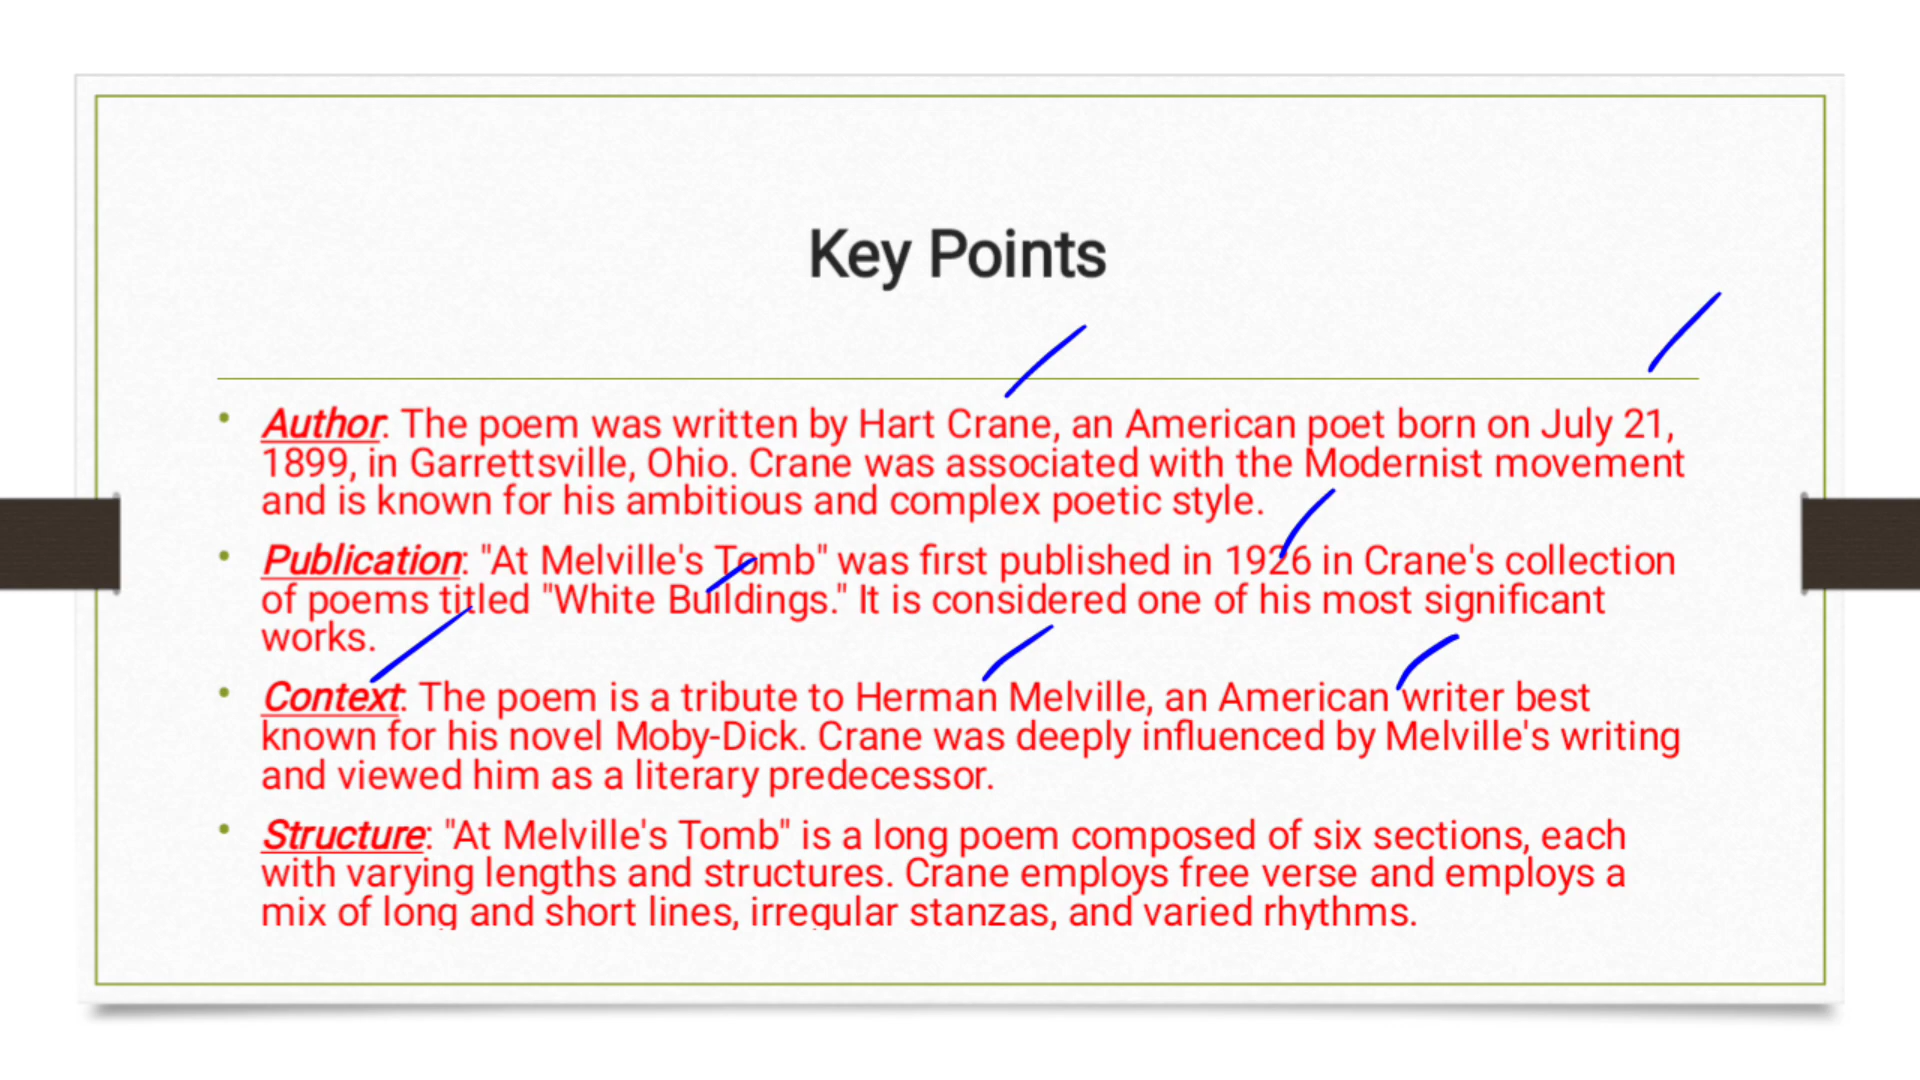 Key Points
• Author: The poem was written by Hart Crane, an American poet born on July 21,
1899, in Garrettsville, Ohio. Crane was associated with the Modernist movement
and is known for his ambitious and complex poetic style.
• Publication: "At Melville's Tomb" was first published in 1926 in Crane's collection
of poems titled "White Buildings." It is considered one of his most significant
works.
• Context: The poem is a tribute to Herman Melville, an American writer best
known for his novel Moby-Dick. Crane was deeply influenced by Melville's writing
and viewed him as a literary predecessor.
• Structure: "At Melville's Tomb" is a long poem composed of six sections, each
with varying lengths and structures. Crane employs free verse and employs a
mix of long and short lines, irregular stanzas, and varied rhythms.